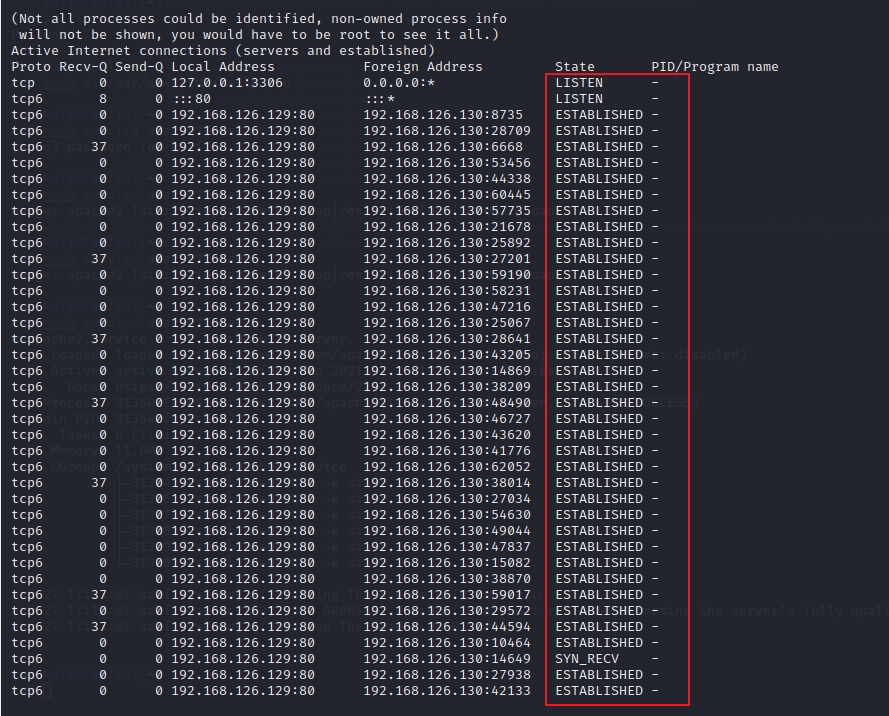 (Not all processes could be identified, non-owned process info
will not be shown, you would have to be root to see it all.)
Active Internet connections (servers and established)
Proto Recv-Q Send-Q Local Address Foreign Address State PID/Program name
tcp 0 0 127.0.0.1:3306 0.0.0.0:* LISTEN -
tcp6 8 0 :::80 :::* LISTEN -
tcp6 0 0 192.168.126.129:80 192.168.126.130:8735 ESTABLISHED -
tcp6 0 0 192.168.126.129:80 192.168.126.130:28709 ESTABLISHED -
tcp6 37 0 192.168.126.129:80 192.168.126.130:6668 ESTABLISHED -
tcp6 0 0 192.168.126.129:80 192.168.126.130:53456 ESTABLISHED -
tcp6 0 0 192.168.126.129:80 192.168.126.130:44338 ESTABLISHED -
tcp6 0 0 192.168.126.129:80 192.168.126.130:60445 ESTABLISHED -
tcp6 0 0 192.168.126.129:80 192.168.126.130:57735 ESTABLISHED -
tcp6 0 0 192.168.126.129:80 192.168.126.130:21678 ESTABLISHED -
tcp6 0 0 192.168.126.129:80 192.168.126.130:25892 ESTABLISHED -
tcp6 37 0 192.168.126.129:80 192.168.126.130:27201 ESTABLISHED -
tcp6 0 0 192.168.126.129:80 192.168.126.130:59190 ESTABLISHED -
tcp6 0 0 192.168.126.129:80 192.168.126.130:58231 ESTABLISHED -
tcp6 0 0 192.168.126.129:80 192.168.126.130:47216 ESTABLISHED -
tcp6 0 0 192.168.126.129:80 192.168.126.130:25067 ESTABLISHED -
tcp6 37 0 192.168.126.129:80 192.168.126.130:28641 ESTABLISHED -
tcp6 0 0 192.168.126.129:80 192.168.126.130:43205 ESTABLISHED -
tcp6 0 0 192.168.126.129:80 192.168.126.130:14869 ESTABLISHED -
tcp6 0 0 192.168.126.129:80 192.168.126.130:38209 ESTABLISHED -
tcp6 37 0 192.168.126.129:80 192.168.126.130:48490 ESTABLISHED -
tcp6 0 0 192.168.126.129:80 192.168.126.130:46727 ESTABLISHED -
tcp6 0 0 192.168.126.129:80 192.168.126.130:43620 ESTABLISHED -
tcp6 0 0 192.168.126.129:80 192.168.126.130:41776 ESTABLISHED -
tcp6 0 0 192.168.126.129:80 192.168.126.130:62052 ESTABLISHED -
tcp6 37 0 192.168.126.129:80 192.168.126.130:38014 ESTABLISHED -
tcp6 0 0 192.168.126.129:80 192.168.126.130:27034 ESTABLISHED -
tcp6 0 0 192.168.126.129:80 192.168.126.130:54630 ESTABLISHED -
tcp6 0 0 192.168.126.129:80 192.168.126.130:49044 ESTABLISHED -
tcp6 0 0 192.168.126.129:80 192.168.126.130:47837 ESTABLISHED -
tcp6 0 0 192.168.126.129:80 192.168.126.130:15082 ESTABLISHED -
tcp6 0 0 192.168.126.129:80 192.168.126.130:38870 ESTABLISHED -
tcp6 37 0 192.168.126.129:80 192.168.126.130:59017 ESTABLISHED -
tcp6 0 0 192.168.126.129:80 192.168.126.130:29572 ESTABLISHED -
tcp6 37 0 192.168.126.129:80 192.168.126.130:44594 ESTABLISHED -
tcp6 0 0 192.168.126.129:80 192.168.126.130:10464 ESTABLISHED -
tcp6 0 0 192.168.126.129:80 192.168.126.130:14649 SYN_RECV -
tcp6 0 0 192.168.126.129:80 192.168.126.130:27938 ESTABLISHED -
tcp6 0 0 192.168.126.129:80 192.168.126.130:42133 ESTABLISHED -